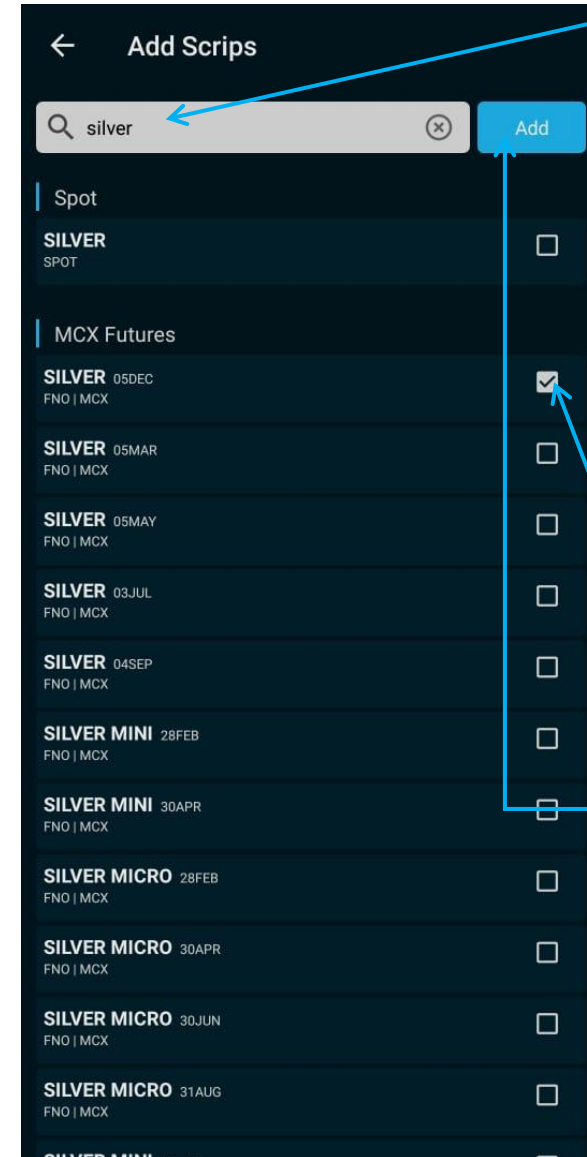 Add Scrips
silver
Add
Spot
SILVER
SPOT
MCX Futures
SILVER 05DEC
FNO | MCX
SILVER 05MAR
FNO | MCX
SILVER 05MAY
FNO | MCX
SILVER 03JUL
FNO | MCX
SILVER 04SEP
FNO | MCX
SILVER MINI 28FEB
FNO | MCX
SILVER MINI 30APR
FNO | MCX
SILVER MICRO 28FEB
FNO | MCX
SILVER MICRO 30APR
FNO | MCX
SILVER MICRO 30JUN
FNO | MCX
SILVER MICRO 31AUG
FNO | MCX
SILVER MINI